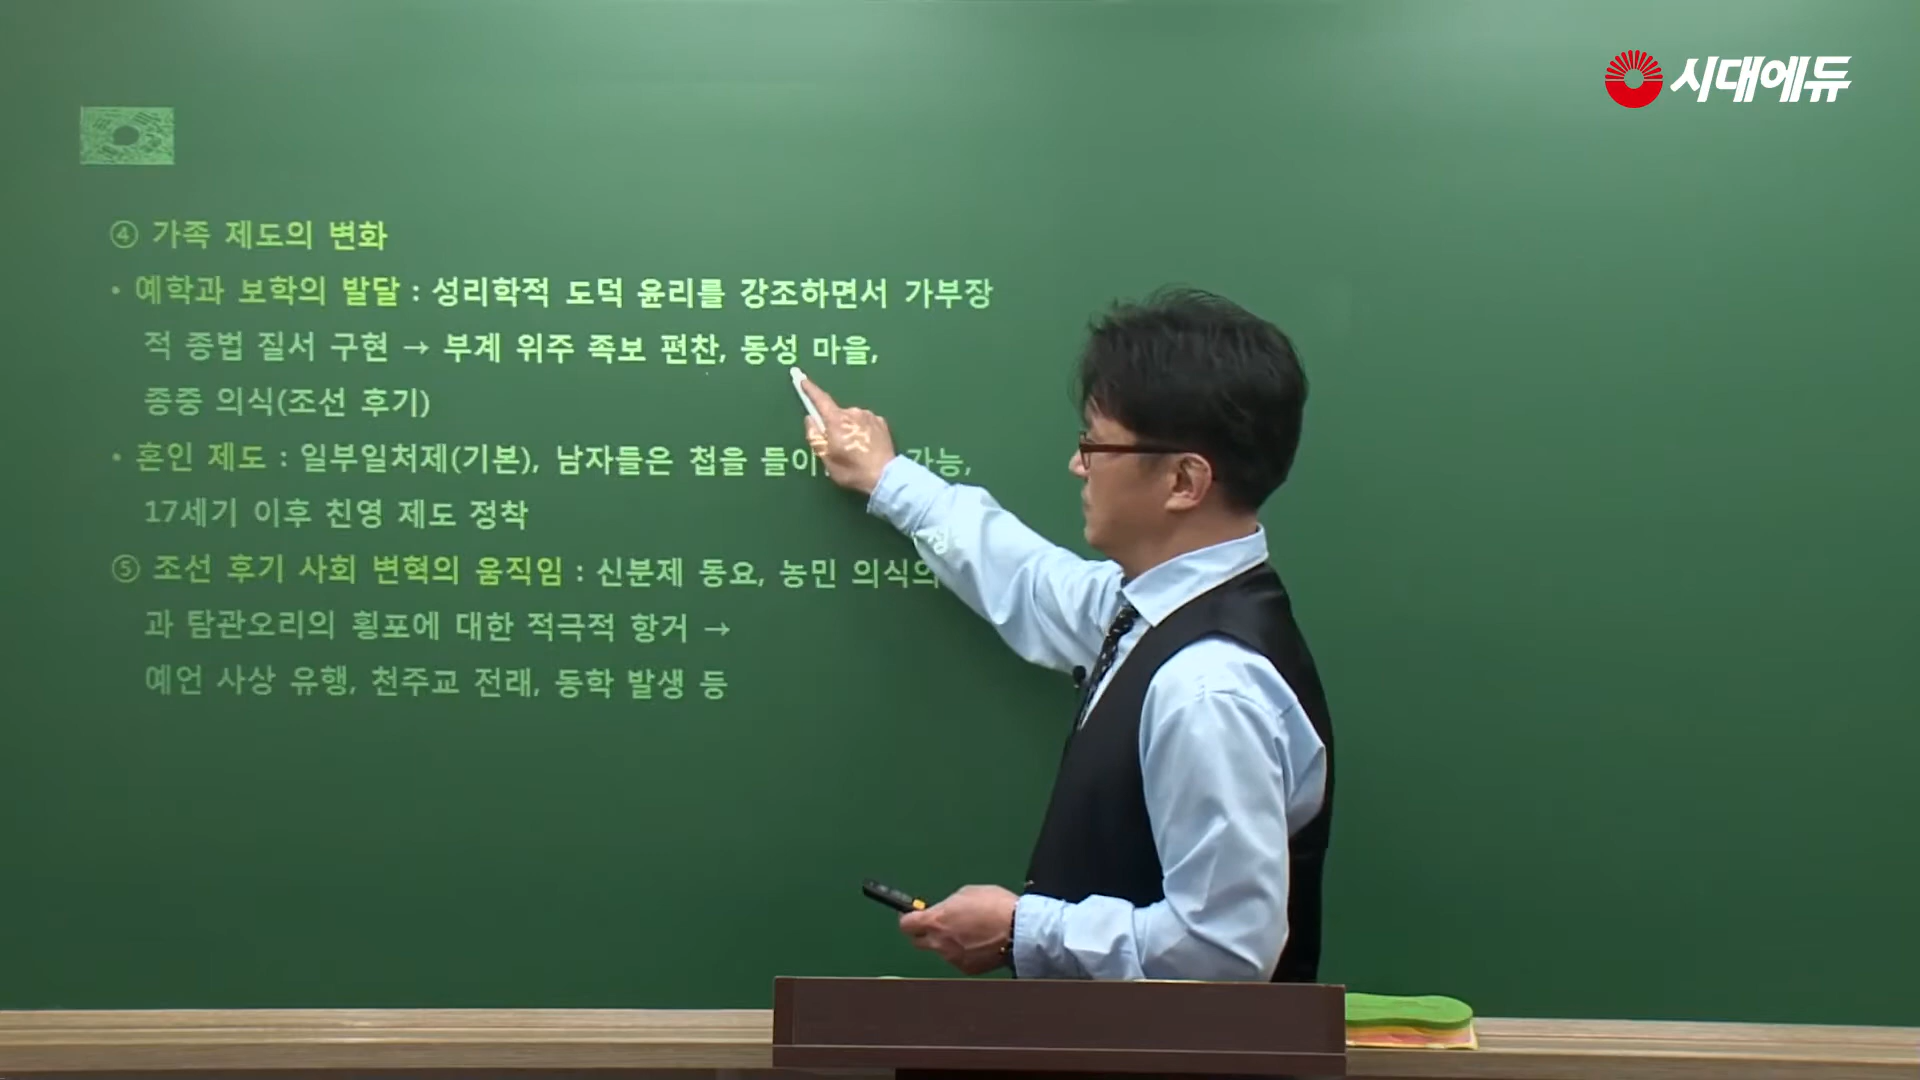 시대에듀
④ 가족 제도의 변화
• 예학과 보학의 발달 : 성리학적 도덕 윤리를 강조하면서 가부장
적 종법 질서 구현 → 부계 위주 족보 편찬, 동성 마을,
종중 의식(조선 후기)
• 혼인 제도 : 일부일처제(기본), 남자들은 첩을 가능,
17세기 이후 친영 제도 정착
⑤ 조선 후기 사회 변혁의 움직임 : 신분제 동요, 농민 의식의
과 탐관오리의 횡포에 대한 적극적 항거 →
예언 사상 유행, 천주교 전래, 동학 발생 등